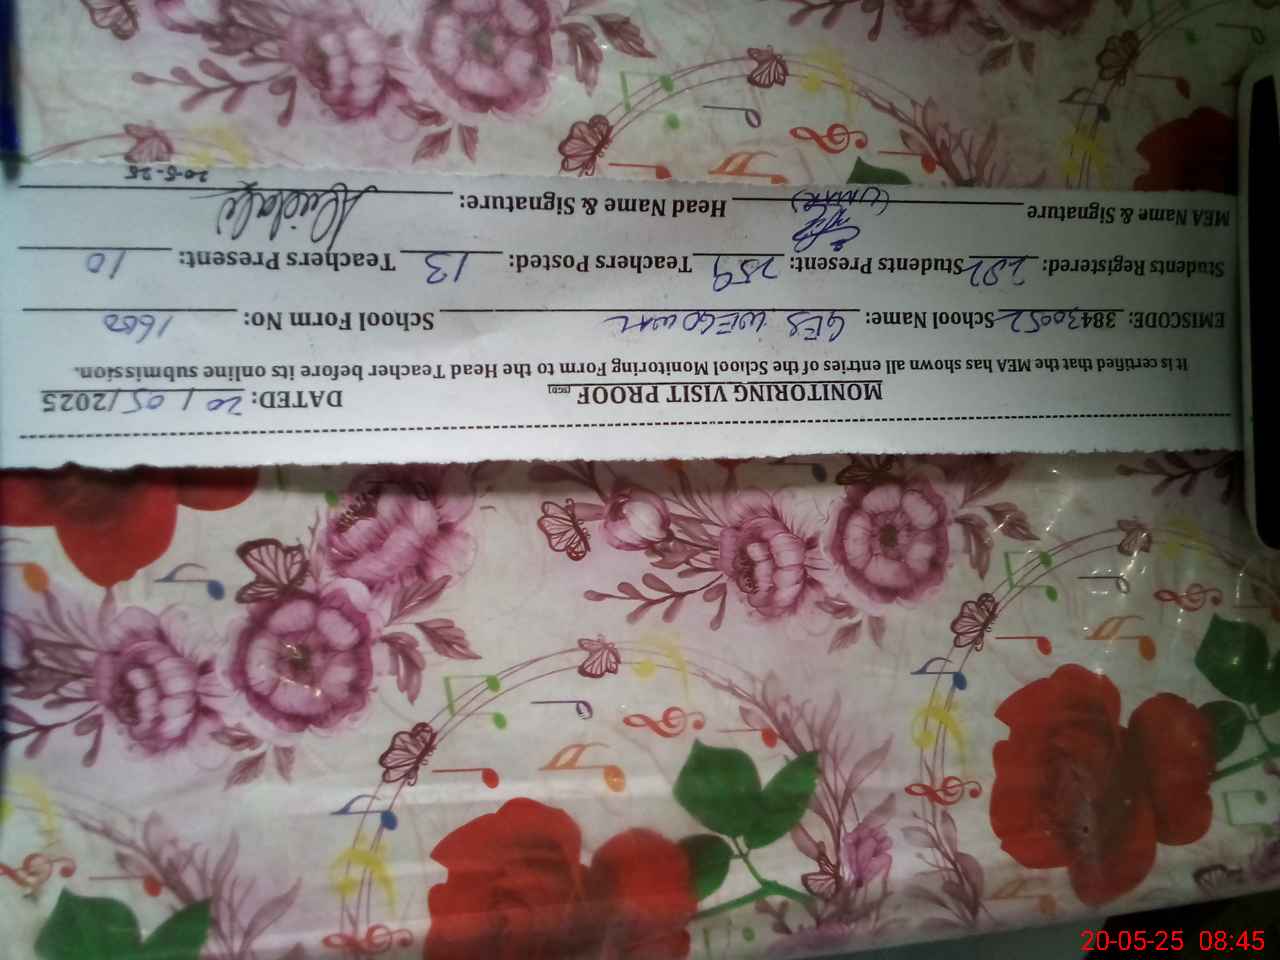 MONITORING VISIT PROOF DATED: 20/05/2025
It is certified that the MEA has shown all entries of the School Monitoring Form to the Head Teacher before its online submission.
EMISCODE: 38430052 School Name: GES School Form No: 1600
Students Registered: 282 Students Present: 259 Teachers Posted: 13 Teachers Present: 10
MEA Name & Signature (UMAR) Head Name & Signature:
20-5-25
20-05-25 08:45